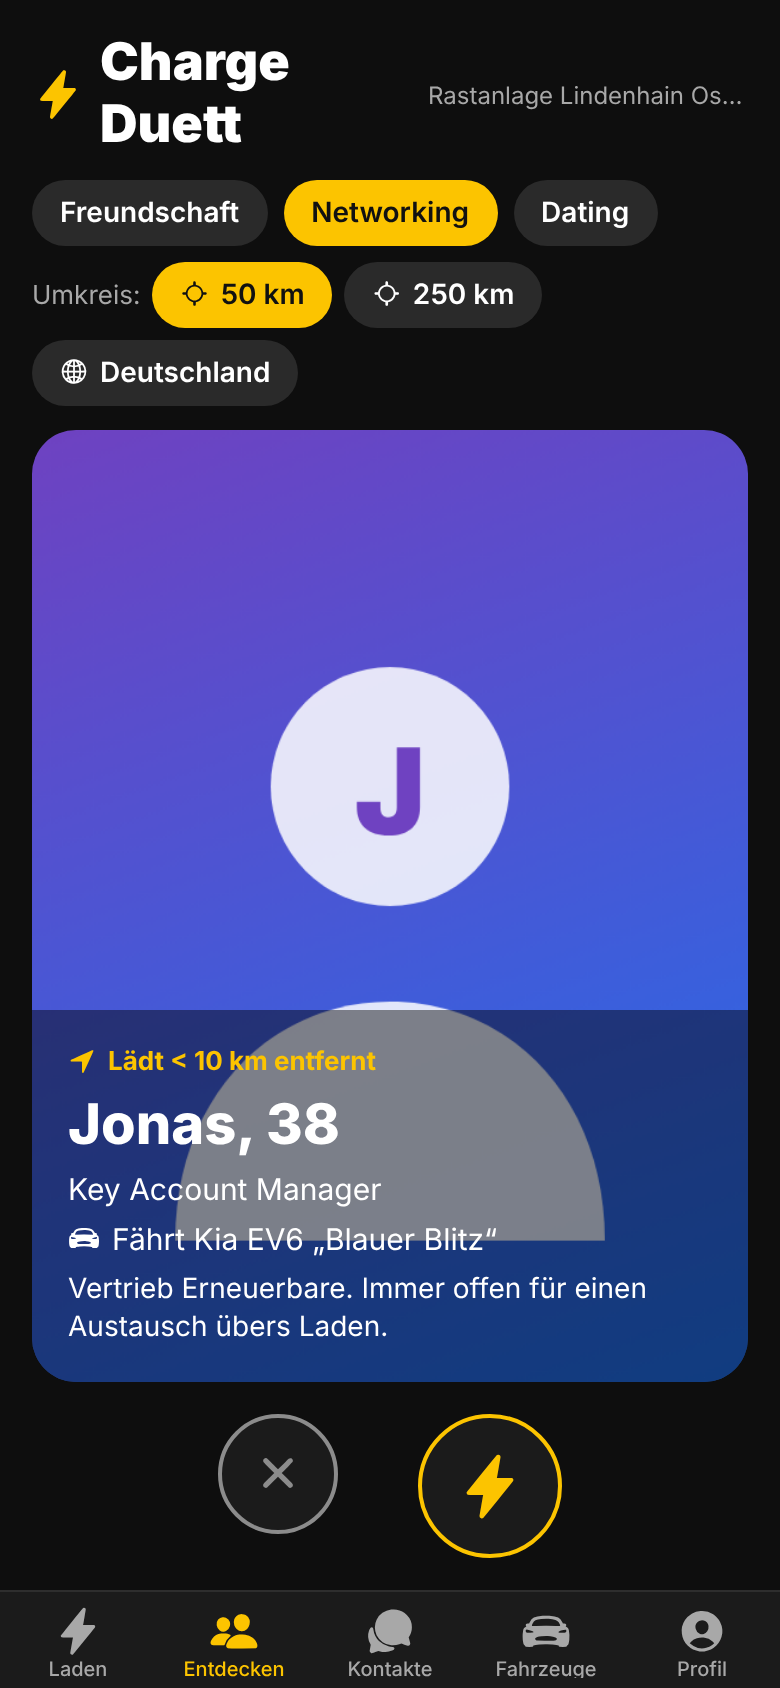 Charge
Duett
Rastanlage Lindenhain Os...
Freundschaft
Networking
Dating
Umkreis:
50 km
250 km
Deutschland
J
Lädt < 10 km entfernt
Jonas, 38
Key Account Manager
Fährt Kia EV6 „Blauer Blitz“
Vertrieb Erneuerbare. Immer offen für einen
Austausch übers Laden.
Laden
Entdecken
Kontakte
Fahrzeuge
Profil